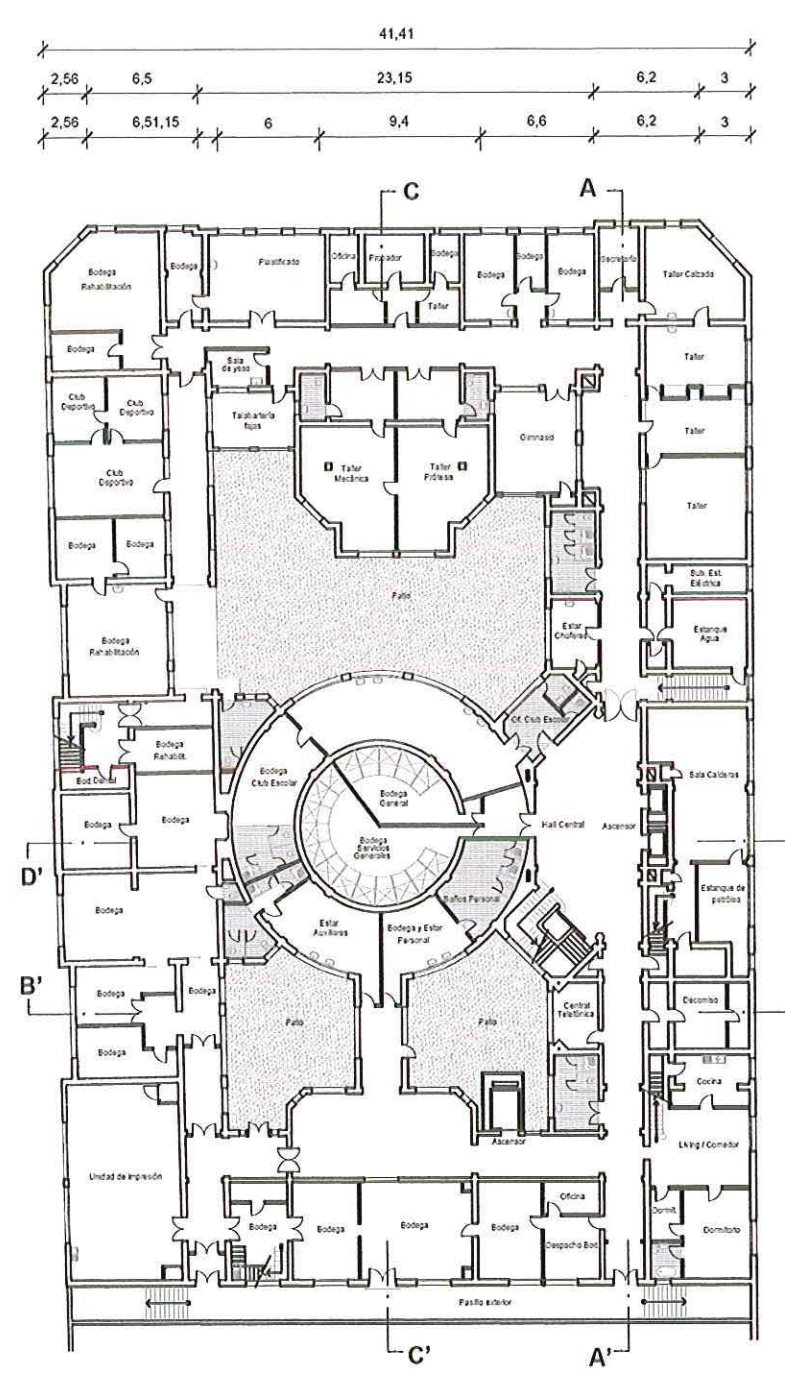 41,41
2,56 6,5 23,15 6,2 3
2,56 6,51,15 6 9,4 6,6 6,2 3
C A
Bodega
Rehabilitación
Bodega
Plastificado
Oficina
Probador
Bodega
Bodega
Bodega
Bodega
Secretaría
Taller Calzado
Taller
Bodega
Sala
de yeso
Taller
Club
Deportivo
Club
Deportivo
Talabartería
fajas
Gimnasio
Taller
Club
Deportivo
Taller
Mecánica
Taller
Prótesis
Taller
Bodega
Bodega
Sub. Est.
Eléctrica
Patio
Bodega
Rehabilitación
Estar
Choferes
Estanque
Agua
Of. Club Escolar
Bodega
Rehabilit.
Bod. Dental
Bodega
Club Escolar
Bodega
General
Sala Calderas
Bodega
Bodega
Bodega
Servicios
Generales
Hall Central
Ascensor
D'
Estanque de
petróleo
Baños Personal
Bodega
Estar
Auxiliares
Bodega y Estar
Personal
B'
Bodega
Bodega
Central
Telefónica
Decomiso
Patio
Patio
Bodega
Cocina
Ascensor
Living / Comedor
Unidad de Impresión
Oficina
Bodega
Bodega
Bodega
Bodega
Dormit.
Dormitorio
Despacho Bod.
Pasillo exterior
C' A'